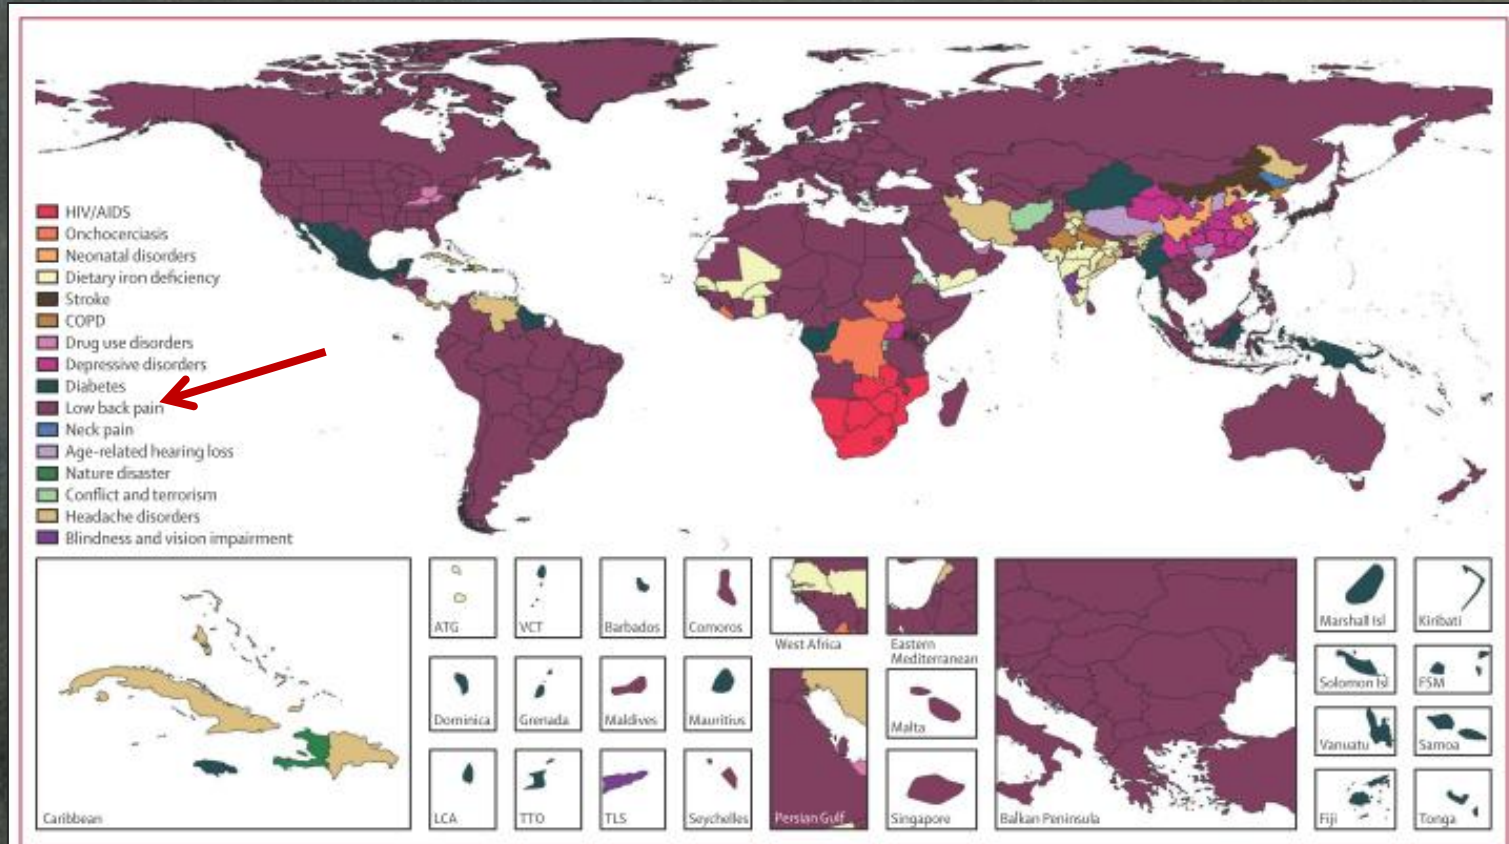 HIV/AIDS
Onchocerciasis
Neonatal disorders
Dietary iron deficiency
Stroke
COPD
Drug use disorders
Depressive disorders
Diabetes
Low back pain
Neck pain
Age-related hearing loss
Nature disaster
Conflict and terrorism
Headache disorders
Blindness and vision impairment
Caribbean
ATG
VCT
Barbados
Comoros
West Africa
Eastern
Mediterranean
Marshall Isl
Kiribati
Dominica
Grenada
Maldives
Mauritius
Malta
Solomon Isl
FSM
Vanuatu
Samoa
LCA
TTO
TLS
Seychelles
Persian Gulf
Singapore
Balkan Peninsula
Fiji
Tonga